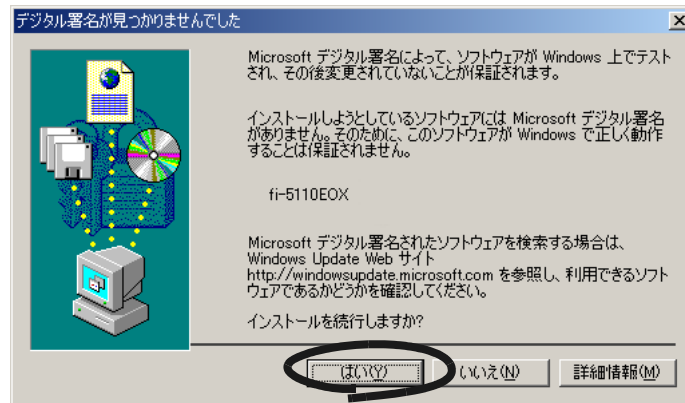 デジタル署名が見つかりませんでした
Microsoft デジタル署名によって、ソフトウェアが Windows 上でテスト
され、その後変更されていないことが保証されます。
インストールしようとしているソフトウェアには Microsoft デジタル署名
がありません。そのために、このソフトウェアが Windows で正しく動作
することは保証されません。
fi-5110EOX
Microsoft デジタル署名されたソフトウェアを検索する場合は、
Windows Update Web サイト
http://windowsupdate.microsoft.com を参照し、利用できるソフト
ウェアであるかどうかを確認してください。
インストールを続行しますか?
はい(Y) いいえ(N) 詳細情報(M)